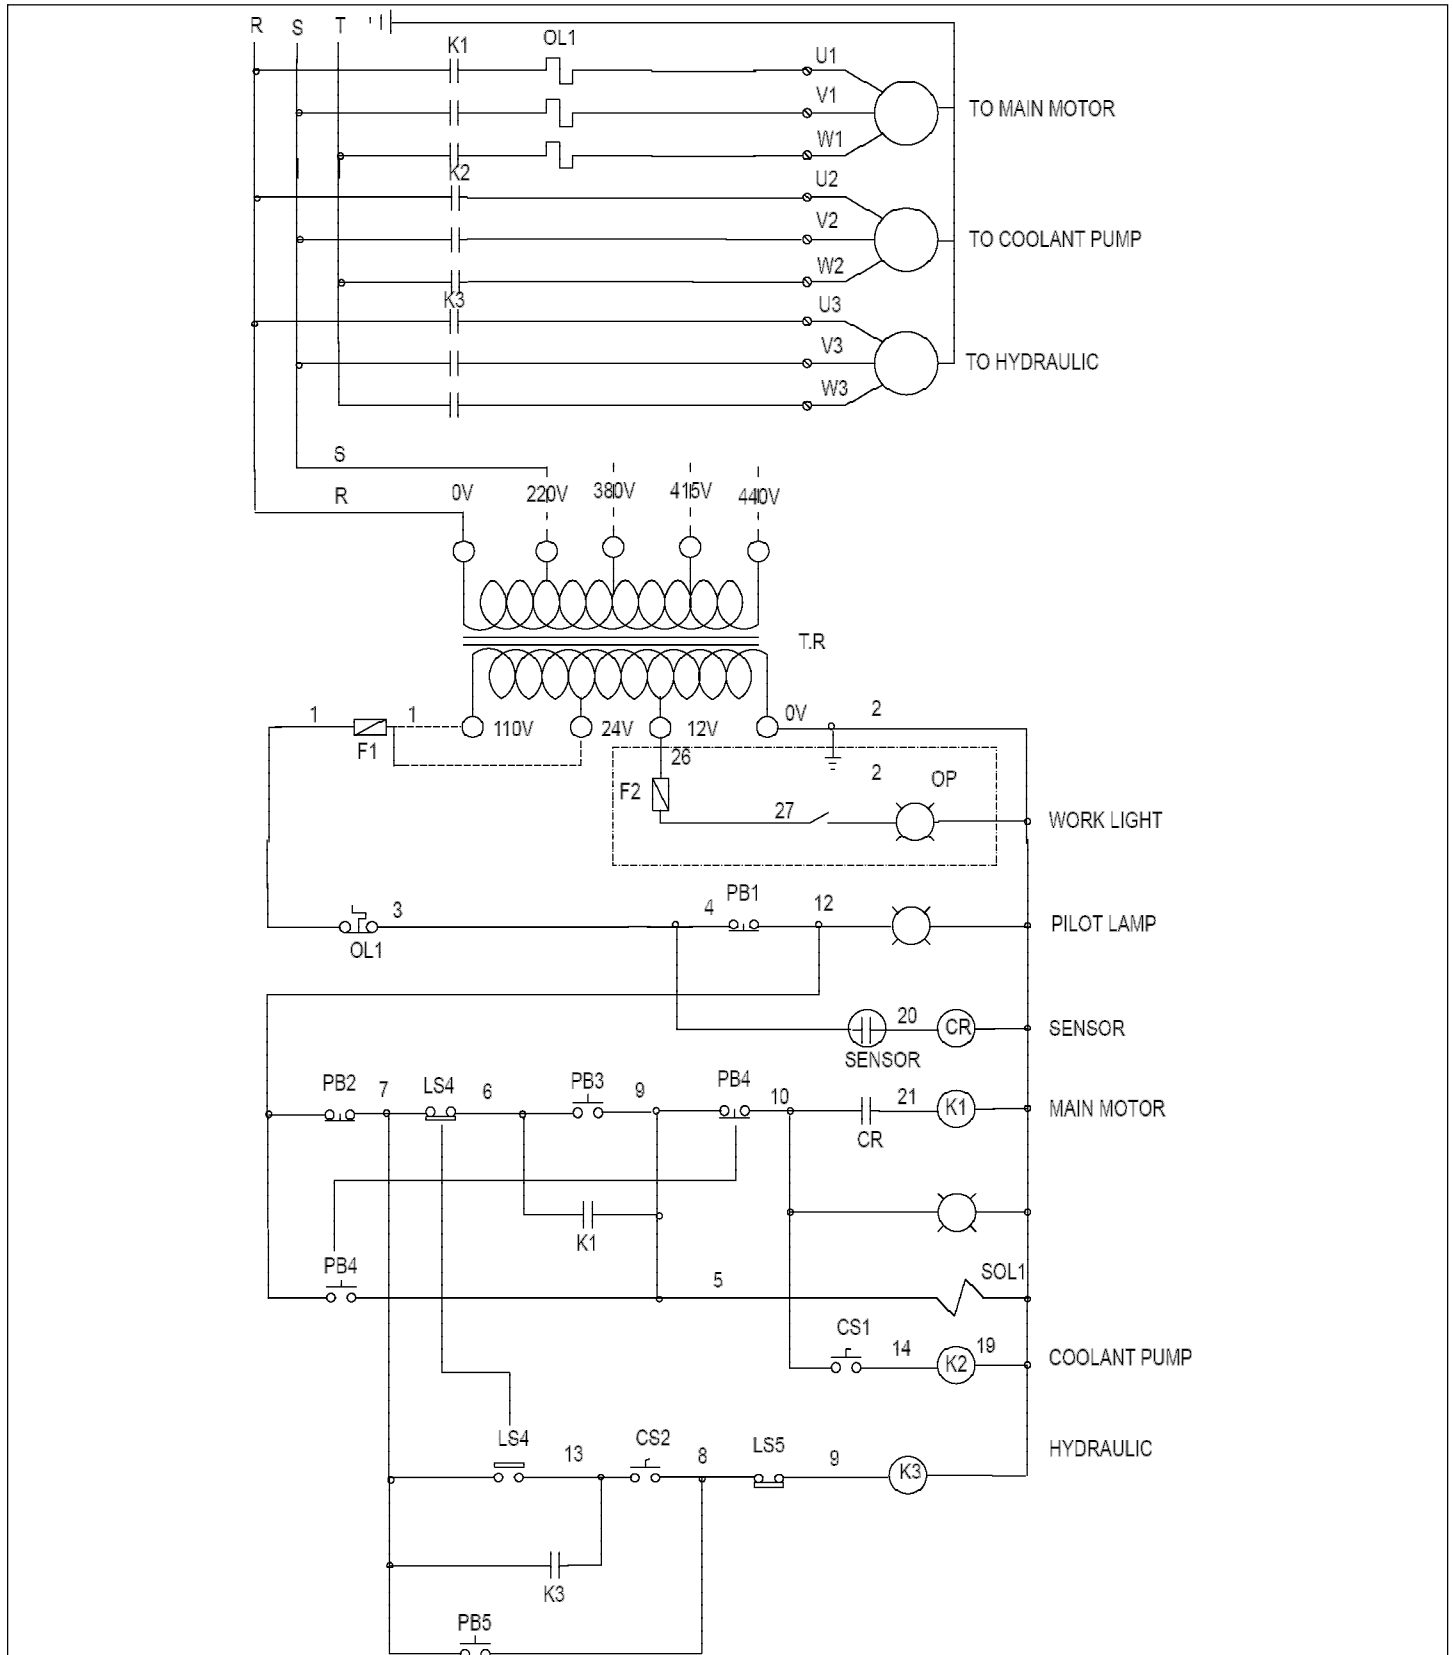 R S T
K1 OL1 U1
TO MAIN MOTOR
V1
W1
K2 U2
V2 TO COOLANT PUMP
W2
K3 U3
V3 TO HYDRAULIC
W3
S
R 0V 220V 380V 415V 440V
T.R
1 1 110V 24V 12V 0V 2
F1 26 2 OP
F2 27 WORK LIGHT
PB1
3 4 12 PILOT LAMP
OL1
20 CR SENSOR
SENSOR
PB2 7 LS4 6 PB3 9 PB4 10 21 K1 MAIN MOTOR
CR
K1
PB4 5 SOL1
CS1 14 K2 19 COOLANT PUMP
LS4 13 CS2 8 LS5 9 K3 HYDRAULIC
K3
PB5